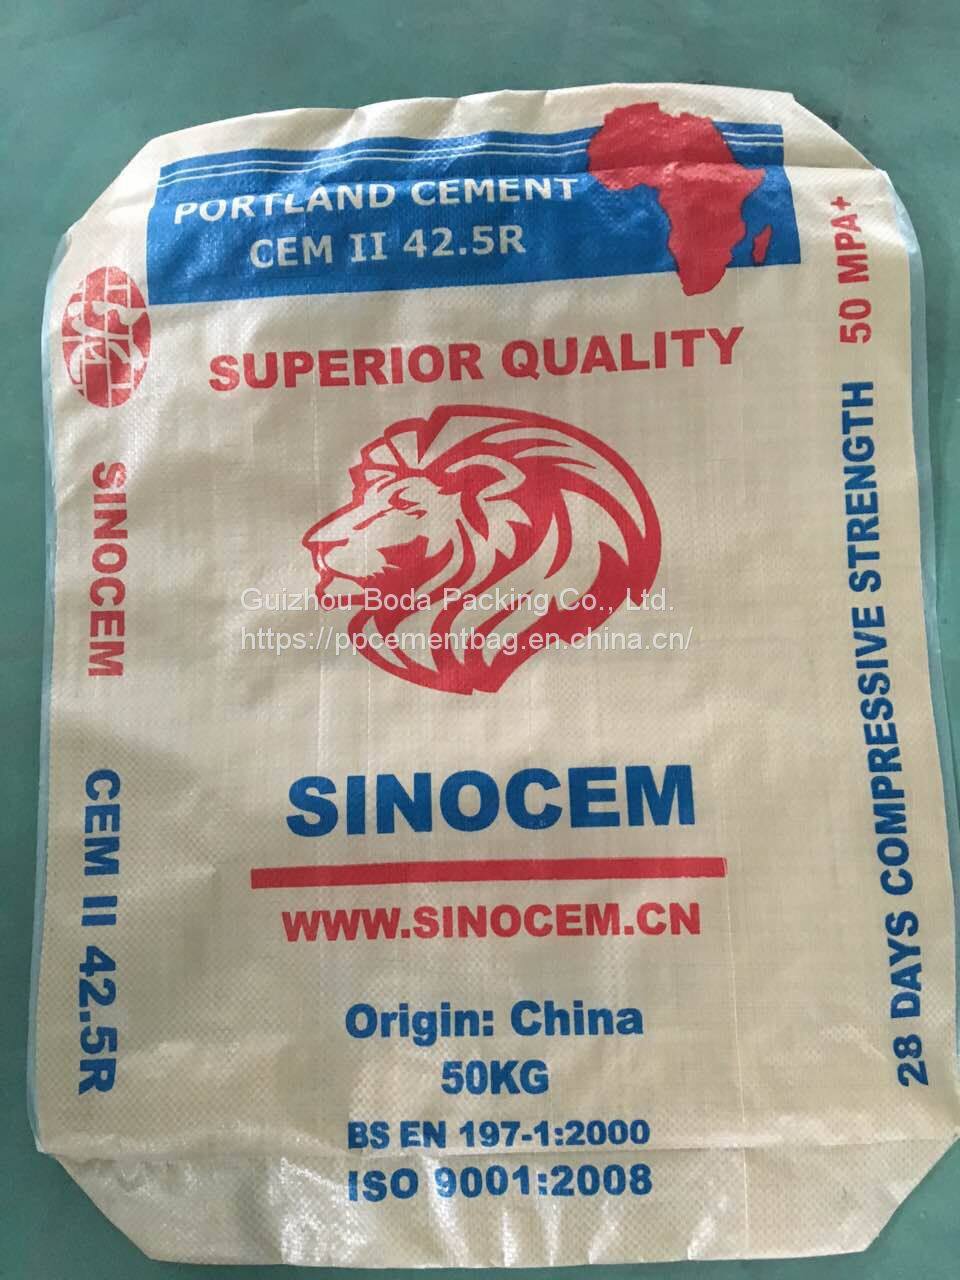 PORTLAND CEMENT
CEM II 42.5R
SUPERIOR QUALITY
SINOCEM
CEM II 42.5R
28 DAYS COMPRESSIVE STRENGTH 50 MPA+
Guizhou Boda Packing Co., Ltd.
https://ppcementbag.en.china.cn/
SINOCEM
WWW.SINOCEM.CN
Origin: China
50KG
BS EN 197-1:2000
ISO 9001:2008